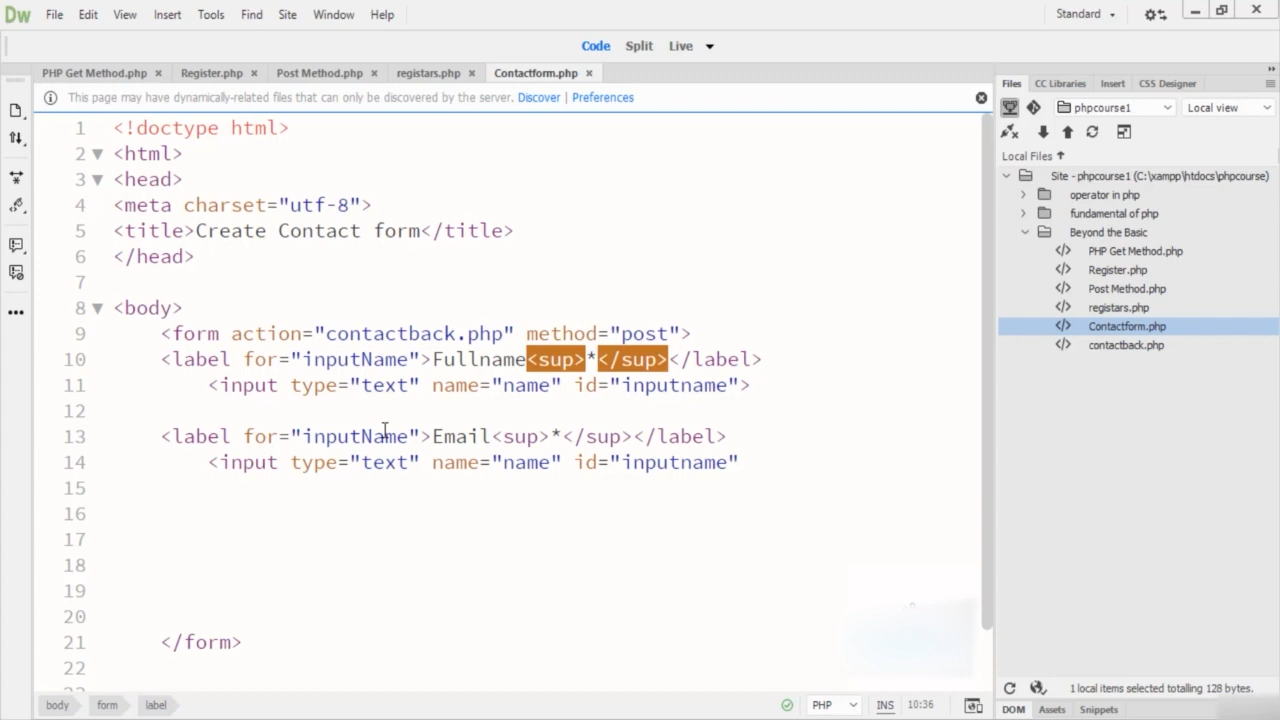 Dw File Edit View Insert Tools Find Site Window Help Standard
Code Split Live
PHP Get Method.php × Register.php × Post Method.php × registars.php × Contactform.php ×
This page may have dynamically-related files that can only be discovered by the server. Discover Preferences
1 <!doctype html>
2 <html>
3 <head>
4 <meta charset="utf-8">
5 <title>Create Contact form</title>
6 </head>
7
8 <body>
9 <form action="contactback.php" method="post">
10 <label for="inputName">Fullname<sup>*</sup></label>
11 <input type="text" name="name" id="inputname">
12
13 <label for="inputName">Email<sup>*</sup></label>
14 <input type="text" name="name" id="inputname"
15
16
17
18
19
20
21 </form>
22
body form label PHP INS 10:36
Files CC Libraries Insert CSS Designer
phpcourse1 Local view
Local Files
Site - phpcourse1 (C:\xampp\htdocs\phpcourse)
operator in php
fundamental of php
Beyond the Basic
PHP Get Method.php
Register.php
Post Method.php
registars.php
Contactform.php
contactback.php
1 local items selected totalling 128 bytes.
DOM Assets Snippets